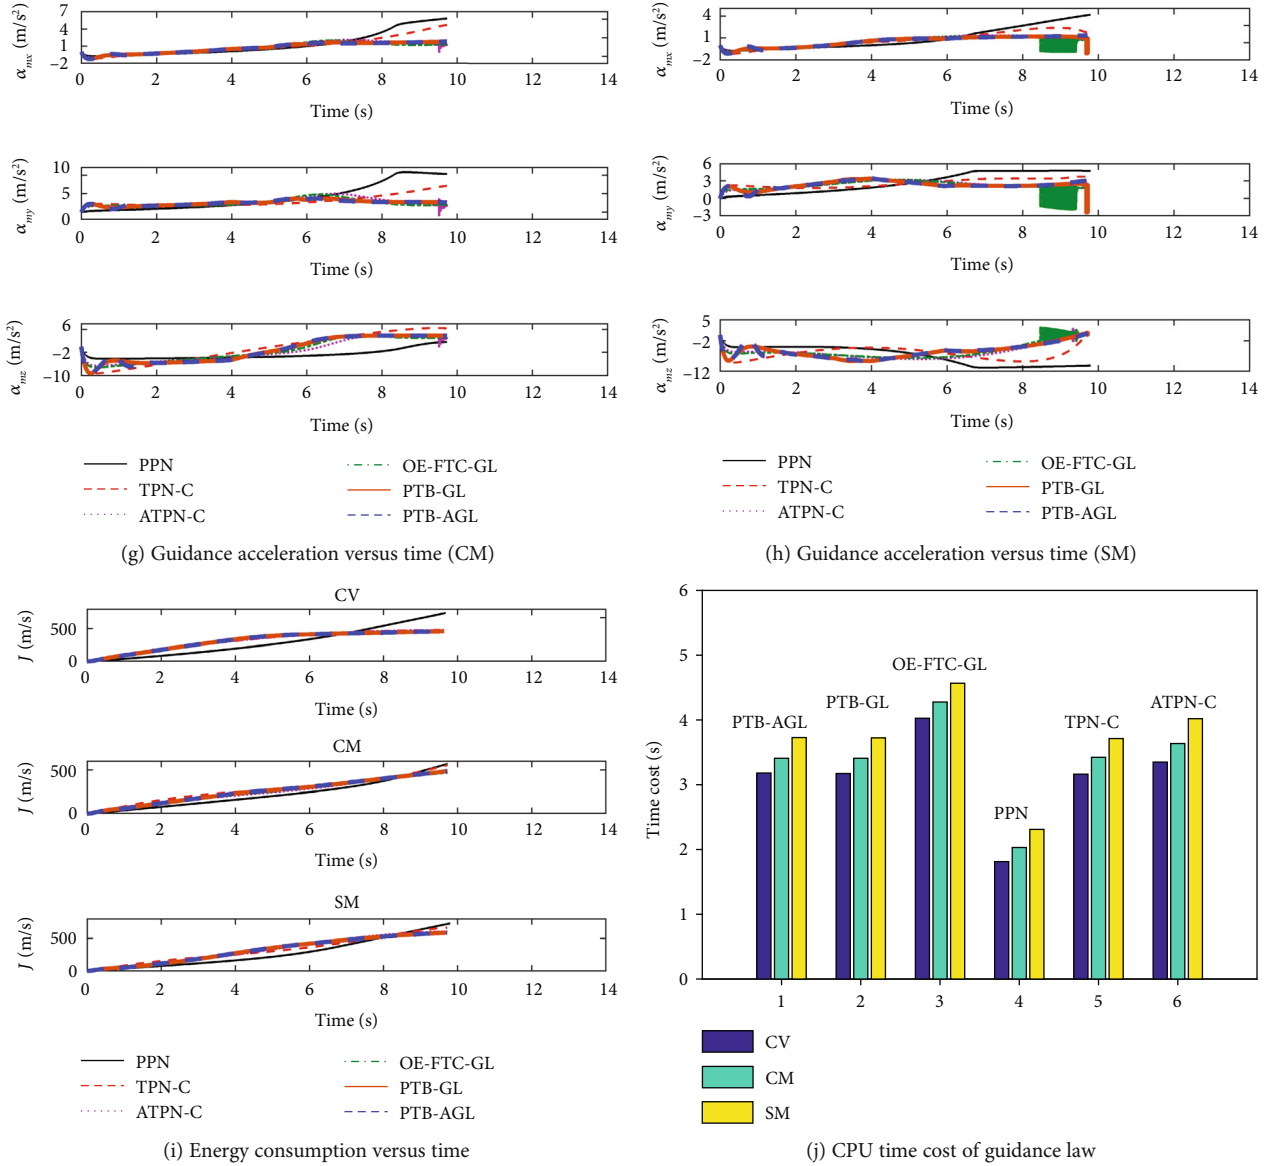 7
4
1
−2
α_mx (m/s²)
0 2 4 6 8 10 12 14
Time (s)
10
5
0
α_my (m/s²)
0 2 4 6 8 10 12 14
Time (s)
6
−2
−10
α_mz (m/s²)
0 2 4 6 8 10 12 14
Time (s)
PPN
TPN-C
ATPN-C
OE-FTC-GL
PTB-GL
PTB-AGL
(g) Guidance acceleration versus time (CM)
4
1
−2
α_mx (m/s²)
0 2 4 6 8 10 12 14
Time (s)
6
3
0
−3
α_my (m/s²)
0 2 4 6 8 10 12 14
Time (s)
5
−2
−12
α_mz (m/s²)
0 2 4 6 8 10 12 14
Time (s)
PPN
TPN-C
ATPN-C
OE-FTC-GL
PTB-GL
PTB-AGL
(h) Guidance acceleration versus time (SM)
CV
500
0
J (m/s)
0 2 4 6 8 10 12 14
Time (s)
CM
500
0
J (m/s)
0 2 4 6 8 10 12 14
Time (s)
SM
500
0
J (m/s)
0 2 4 6 8 10 12 14
Time (s)
PPN
TPN-C
ATPN-C
OE-FTC-GL
PTB-GL
PTB-AGL
(i) Energy consumption versus time
6
5
4
3
2
1
0
Time cost (s)
PTB-AGL
PTB-GL
OE-FTC-GL
PPN
TPN-C
ATPN-C
1 2 3 4 5 6
CV
CM
SM
(j) CPU time cost of guidance law